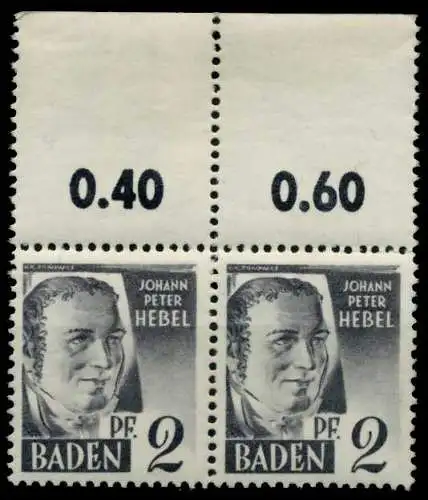 0.40 0.60
JOHANN
PETER
HEBEL
PF. 2
BADEN
JOHANN
PETER
HEBEL
PF. 2
BADEN